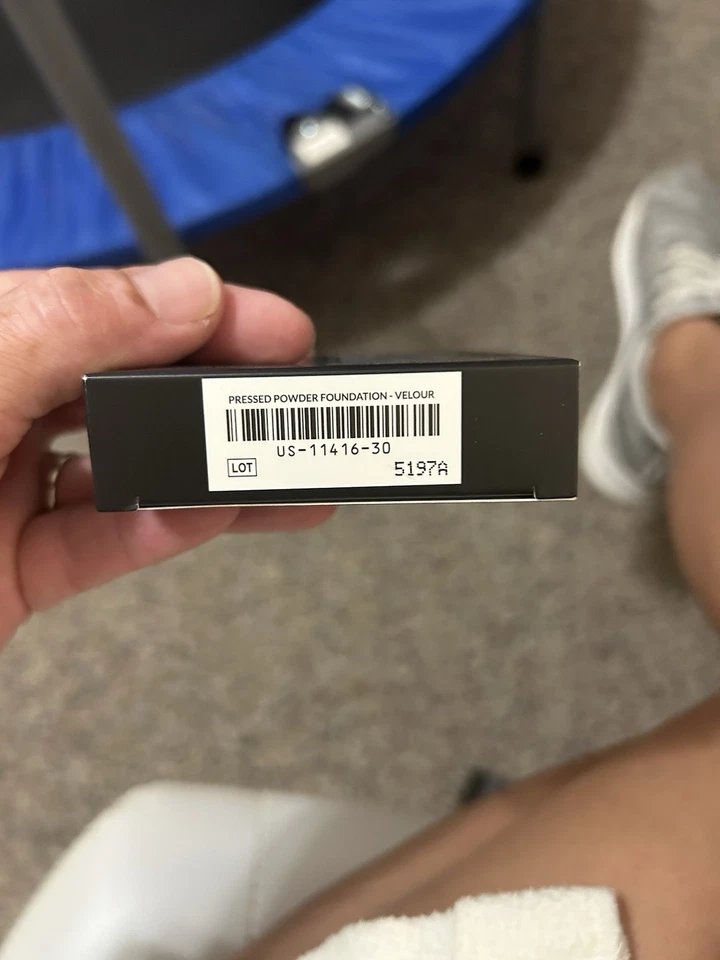 PRESSED POWDER FOUNDATION - VELOUR
US-11416-30
LOT 5197A